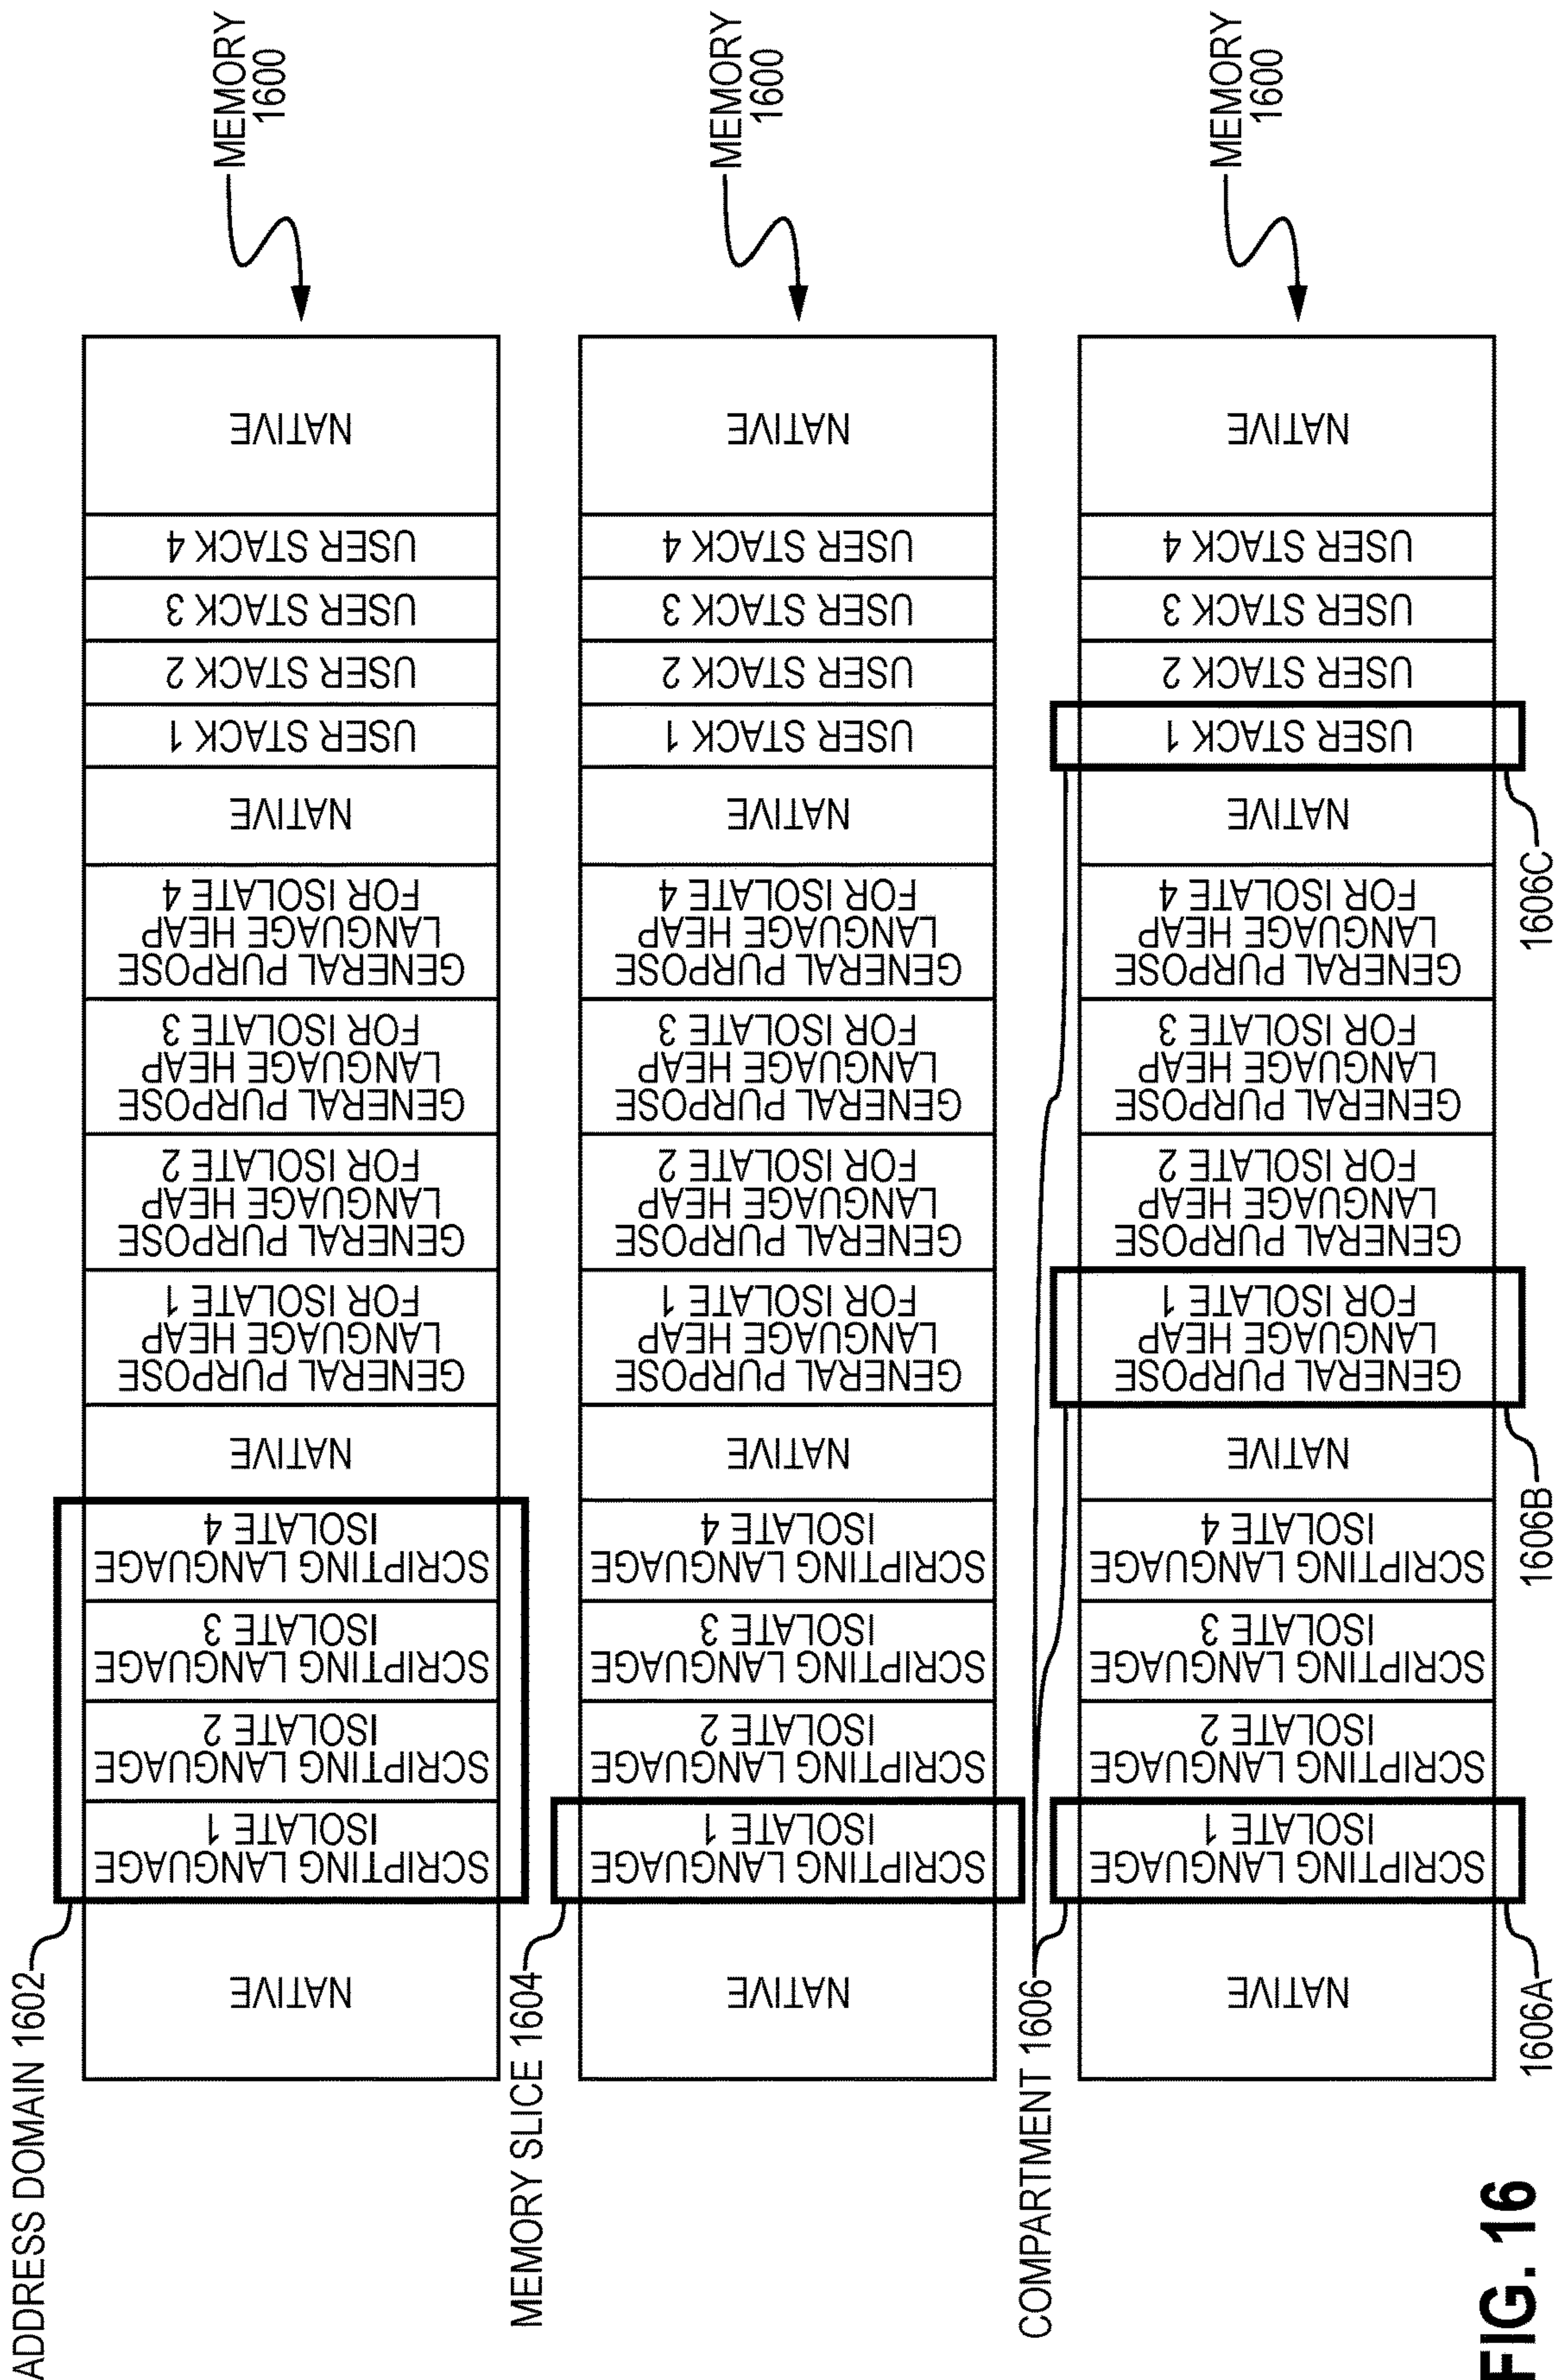 ADDRESS DOMAIN 1602
NATIVE
SCRIPTING LANGUAGE
ISOLATE 1
SCRIPTING LANGUAGE
ISOLATE 2
SCRIPTING LANGUAGE
ISOLATE 3
SCRIPTING LANGUAGE
ISOLATE 4
NATIVE
GENERAL PURPOSE
LANGUAGE HEAP
FOR ISOLATE 1
GENERAL PURPOSE
LANGUAGE HEAP
FOR ISOLATE 2
GENERAL PURPOSE
LANGUAGE HEAP
FOR ISOLATE 3
GENERAL PURPOSE
LANGUAGE HEAP
FOR ISOLATE 4
NATIVE
USER STACK 1
USER STACK 2
USER STACK 3
USER STACK 4
NATIVE
MEMORY
1600
MEMORY SLICE 1604
NATIVE
SCRIPTING LANGUAGE
ISOLATE 1
SCRIPTING LANGUAGE
ISOLATE 2
SCRIPTING LANGUAGE
ISOLATE 3
SCRIPTING LANGUAGE
ISOLATE 4
NATIVE
GENERAL PURPOSE
LANGUAGE HEAP
FOR ISOLATE 1
GENERAL PURPOSE
LANGUAGE HEAP
FOR ISOLATE 2
GENERAL PURPOSE
LANGUAGE HEAP
FOR ISOLATE 3
GENERAL PURPOSE
LANGUAGE HEAP
FOR ISOLATE 4
NATIVE
USER STACK 1
USER STACK 2
USER STACK 3
USER STACK 4
NATIVE
MEMORY
1600
COMPARTMENT 1606
NATIVE
SCRIPTING LANGUAGE
ISOLATE 1
SCRIPTING LANGUAGE
ISOLATE 2
SCRIPTING LANGUAGE
ISOLATE 3
SCRIPTING LANGUAGE
ISOLATE 4
NATIVE
GENERAL PURPOSE
LANGUAGE HEAP
FOR ISOLATE 1
GENERAL PURPOSE
LANGUAGE HEAP
FOR ISOLATE 2
GENERAL PURPOSE
LANGUAGE HEAP
FOR ISOLATE 3
GENERAL PURPOSE
LANGUAGE HEAP
FOR ISOLATE 4
NATIVE
USER STACK 1
USER STACK 2
USER STACK 3
USER STACK 4
NATIVE
MEMORY
1600
1606A
1606B
1606C
FIG. 16